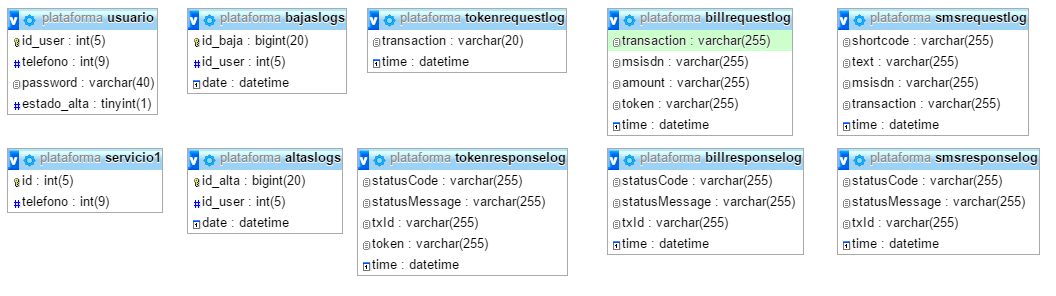 plataforma usuario
id_user : int(5)
telefono : int(9)
password : varchar(40)
estado_alta : tinyint(1)
plataforma bajaslogs
id_baja : bigint(20)
id_user : int(5)
date : datetime
plataforma tokenrequestlog
transaction : varchar(20)
time : datetime
plataforma billrequestlog
transaction : varchar(255)
msisdn : varchar(255)
amount : varchar(255)
token : varchar(255)
time : datetime
plataforma smsrequestlog
shortcode : varchar(255)
text : varchar(255)
msisdn : varchar(255)
transaction : varchar(255)
time : datetime
plataforma servicio1
id : int(5)
telefono : int(9)
plataforma altaslogs
id_alta : bigint(20)
id_user : int(5)
date : datetime
plataforma tokenresponselog
statusCode : varchar(255)
statusMessage : varchar(255)
txId : varchar(255)
token : varchar(255)
time : datetime
plataforma billresponselog
statusCode : varchar(255)
statusMessage : varchar(255)
txId : varchar(255)
time : datetime
plataforma smsresponselog
statusCode : varchar(255)
statusMessage : varchar(255)
txId : varchar(255)
time : datetime